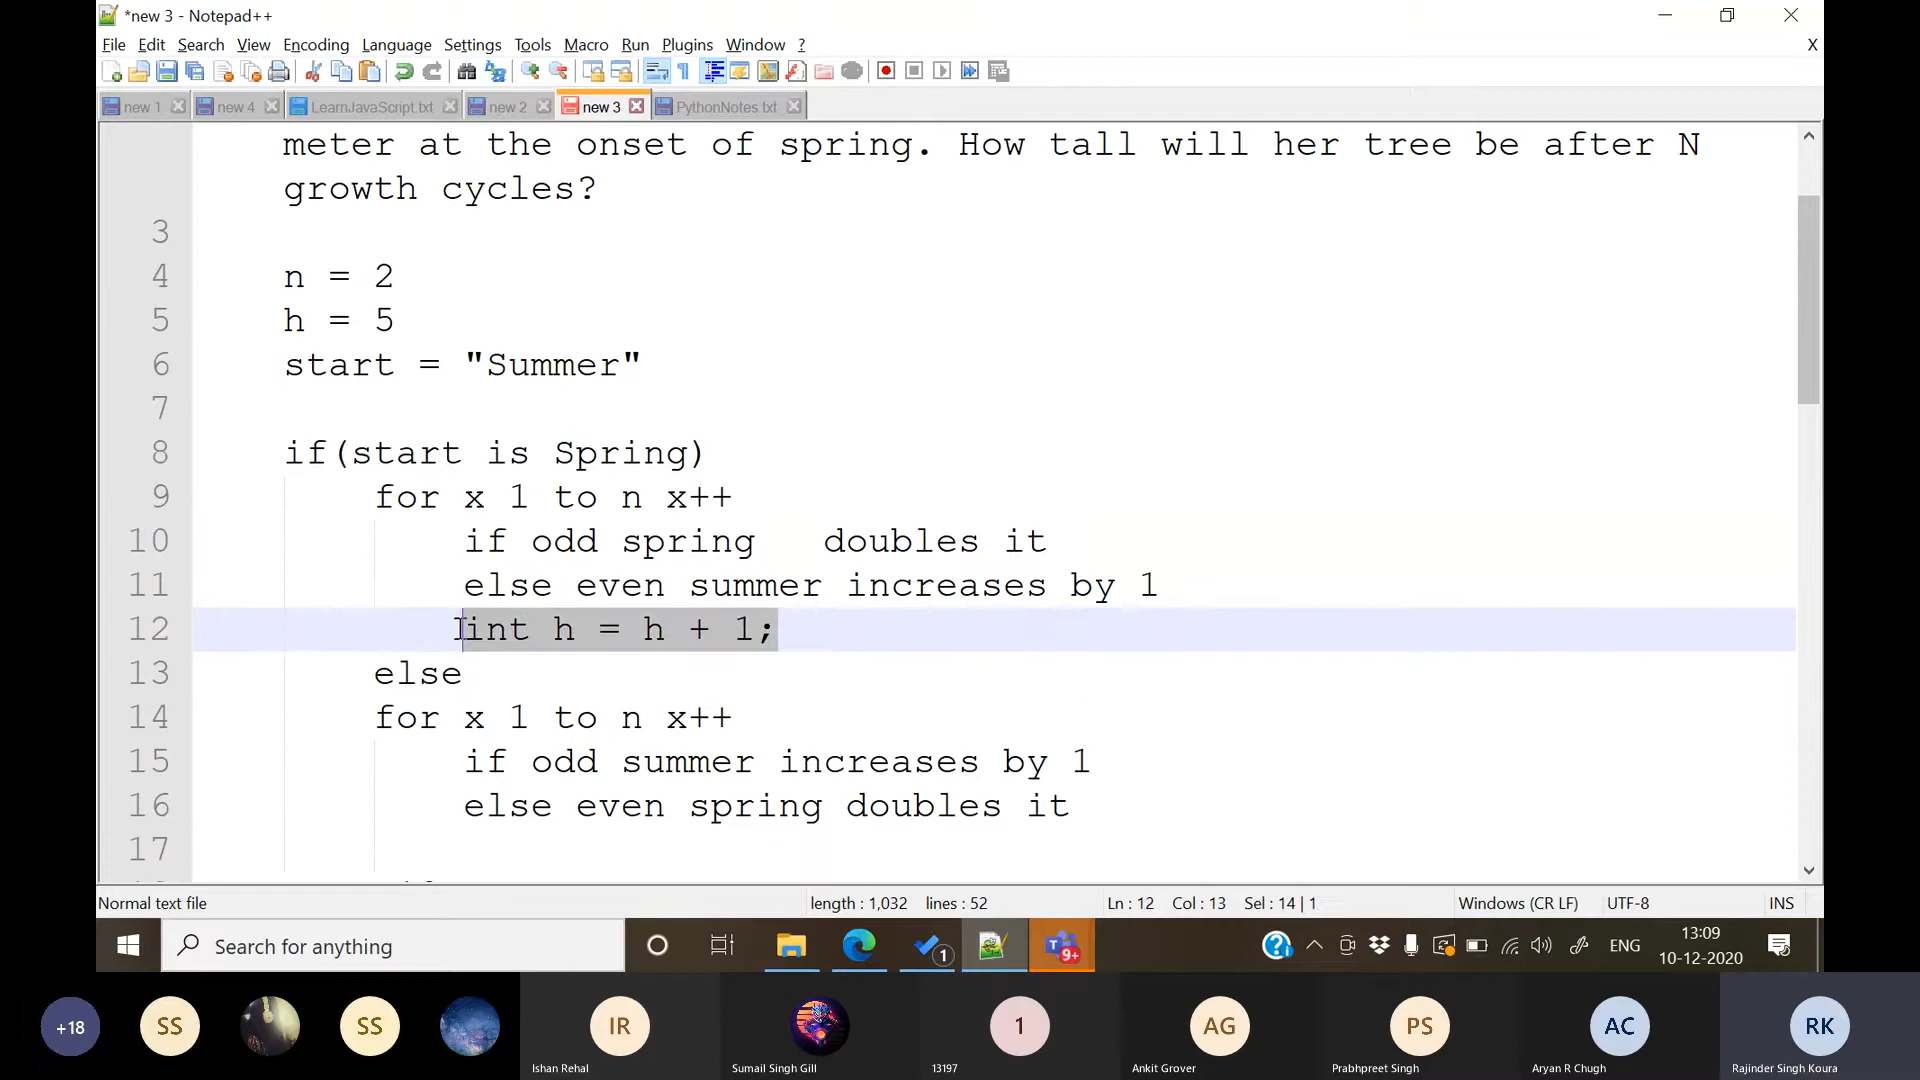 *new 3 - Notepad++
File Edit Search View Encoding Language Settings Tools Macro Run Plugins Window ?
X
new 1 new 4 LearnJavaScript.txt new 2 new 3 PythonNotes.txt
meter at the onset of spring. How tall will her tree be after N
growth cycles?
3
4 n = 2
5 h = 5
6 start = "Summer"
7
8 if(start is Spring)
9 for x 1 to n x++
10 if odd spring doubles it
11 else even summer increases by 1
12 int h = h + 1;
13 else
14 for x 1 to n x++
15 if odd summer increases by 1
16 else even spring doubles it
17
Normal text file length : 1,032 lines : 52 Ln : 12 Col : 13 Sel : 14 | 1 Windows (CR LF) UTF-8 INS
Search for anything 1 9+ ENG 13:09
10-12-2020
+18 SS SS IR 1 AG PS AC RK
Ishan Rehal Sumail Singh Gill 13197 Ankit Grover Prabhpreet Singh Aryan R Chugh Rajinder Singh Koura